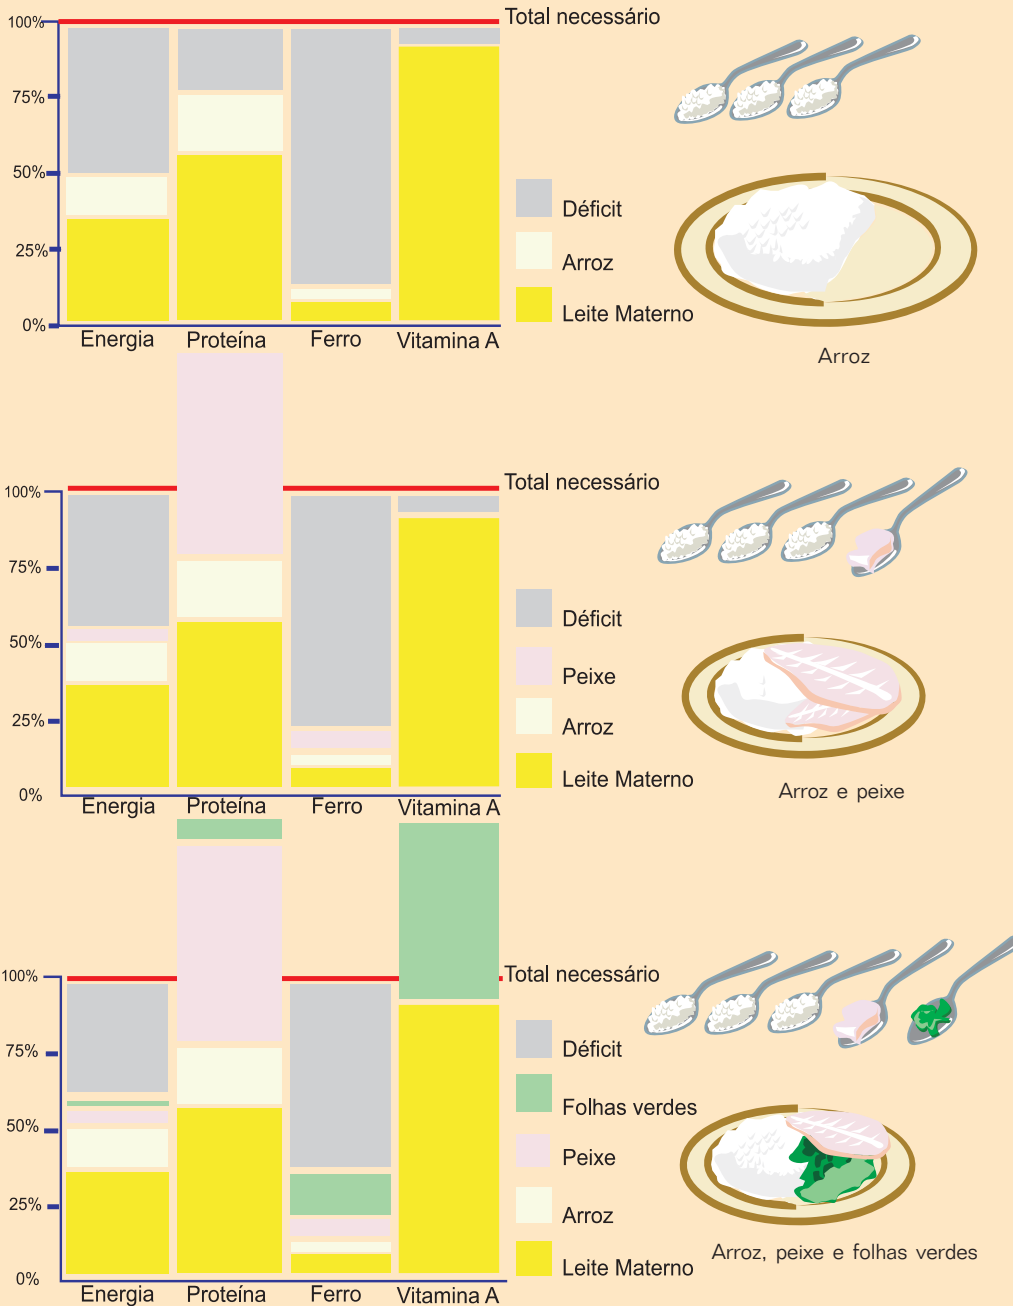 100%
Total necessário
75%
50%
25%
0%
Déficit
Arroz
Leite Materno
Energia
Proteína
Ferro
Vitamina A
Arroz
100%
Total necessário
75%
50%
25%
0%
Déficit
Peixe
Arroz
Leite Materno
Energia
Proteína
Ferro
Vitamina A
Arroz e peixe
100%
Total necessário
75%
50%
25%
0%
Déficit
Folhas verdes
Peixe
Arroz
Leite Materno
Energia
Proteína
Ferro
Vitamina A
Arroz, peixe e folhas verdes